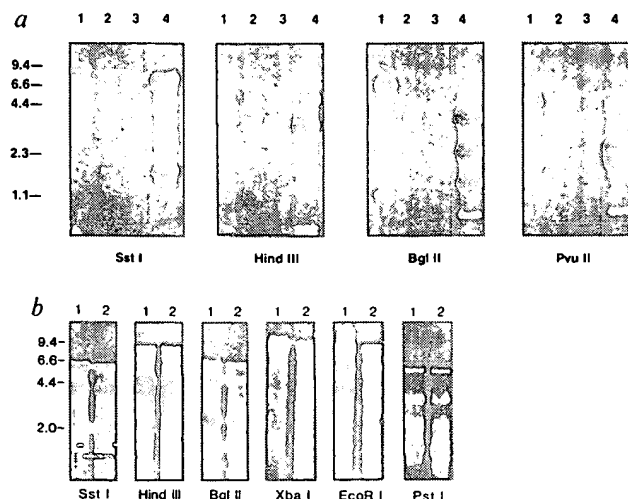 a
1 2 3 4 1 2 3 4 1 2 3 4 1 2 3 4
9.4—
6.6—
4.4—
2.3—
1.1—
Sst I Hind III Bgl II Pvu II
b
1 2 1 2 1 2 1 2 1 2 1 2
9.4—
6.6—
4.4—
2.0—
Sst I Hind III Bgl II Xba I EcoR I Pst I